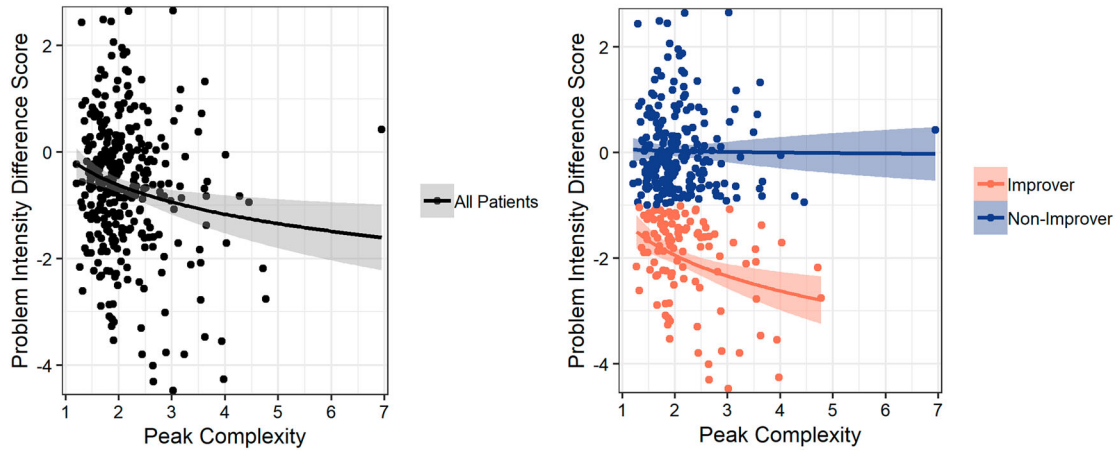 Problem Intensity Difference Score
2
0
-2
-4
1 2 3 4 5 6 7
Peak Complexity
All Patients
Problem Intensity Difference Score
2
0
-2
-4
1 2 3 4 5 6 7
Peak Complexity
Improver
Non-Improver